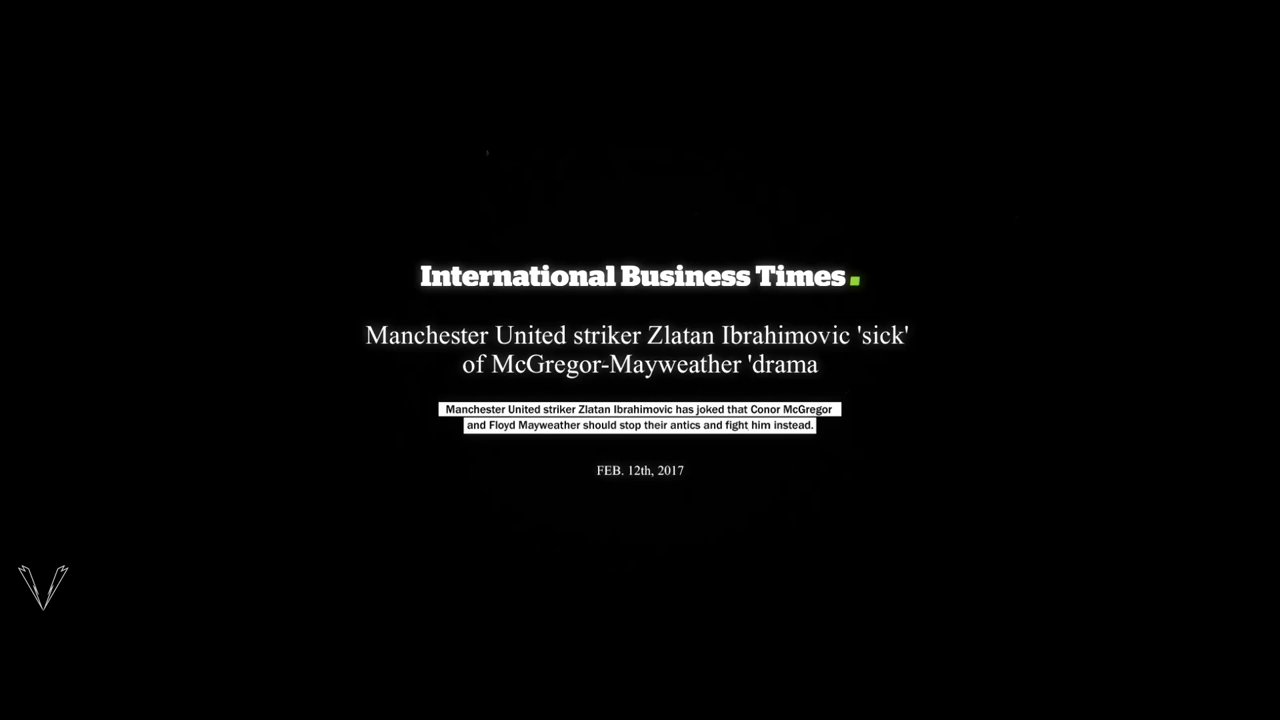 International Business Times.
Manchester United striker Zlatan Ibrahimovic 'sick'
of McGregor-Mayweather 'drama
Manchester United striker Zlatan Ibrahimovic has joked that Conor McGregor
and Floyd Mayweather should stop their antics and fight him instead.
FEB. 12th, 2017